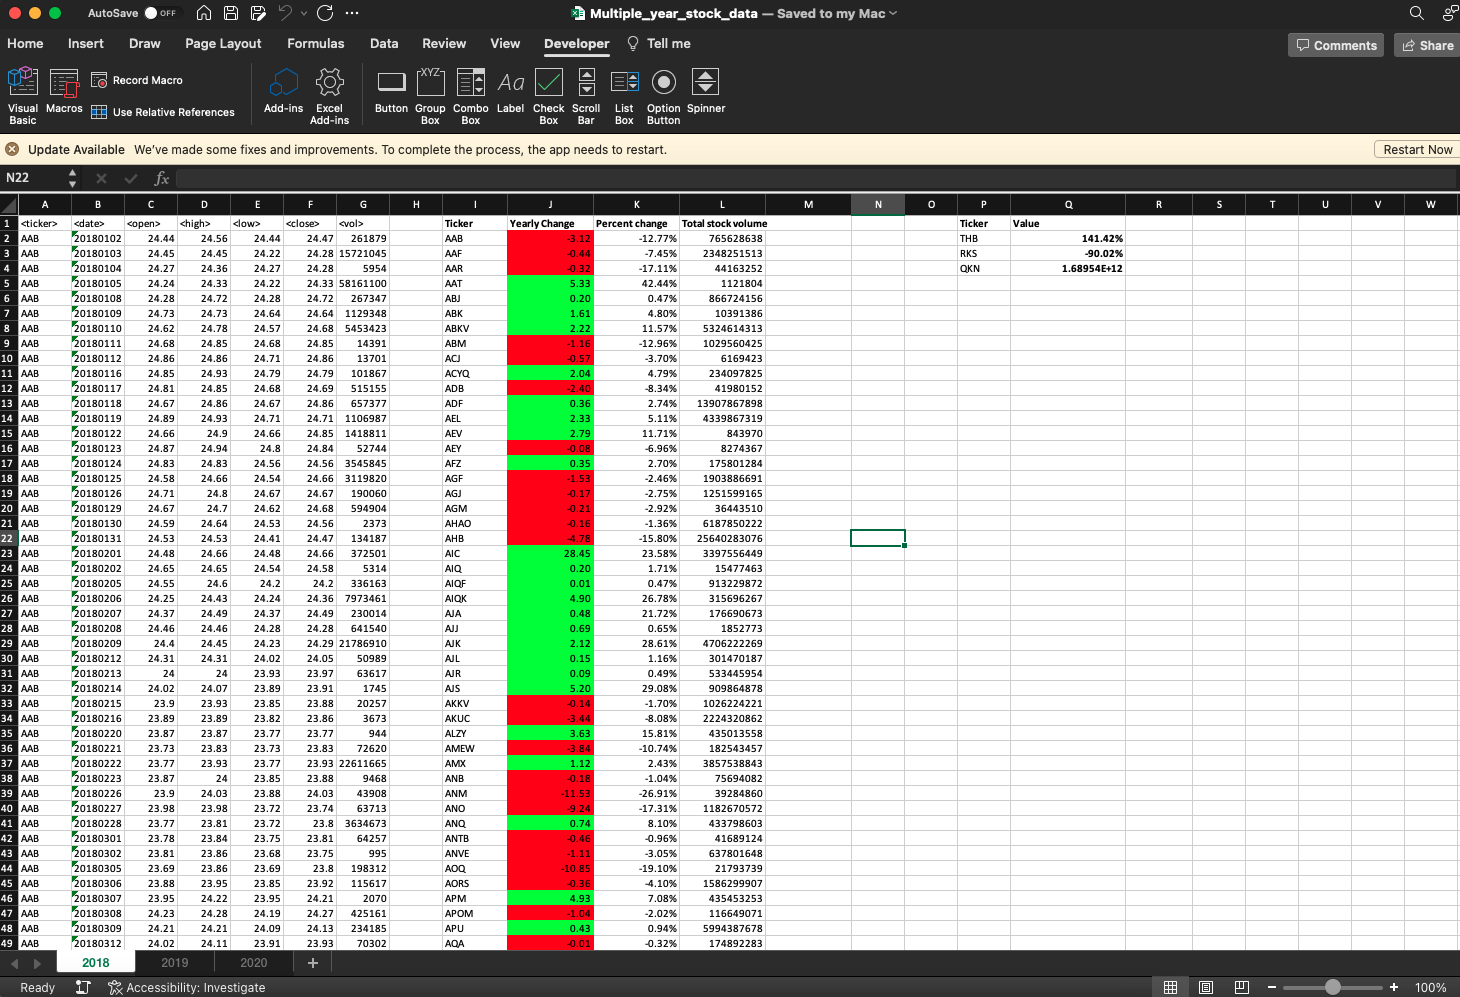 AutoSave OFF Multiple_year_stock_data — Saved to my Mac
Home Insert Draw Page Layout Formulas Data Review View Developer Tell me Comments Share
Visual Basic Macros Record Macro Use Relative References Add-ins Excel Add-ins Button Group Box Combo Box Label Check Box Scroll Bar List Box Option Button Spinner
XYZ Aa
Update Available We've made some fixes and improvements. To complete the process, the app needs to restart. Restart Now
N22 fx
A B C D E F G H I J K L M N O P Q R S T U V W
1 <ticker> <date> <open> <high> <low> <close> <vol> Ticker Yearly Change Percent change Total stock volume Ticker Value
2 AAB 20180102 24.44 24.56 24.44 24.47 261879 AAB -3.12 -12.77% 765628638 THB 141.42%
3 AAB 20180103 24.45 24.45 24.22 24.28 15721045 AAF -0.44 -7.45% 2348251513 RKS -90.02%
4 AAB 20180104 24.27 24.36 24.27 24.28 5954 AAR -0.32 -17.11% 44163252 QKN 1.68954E+12
5 AAB 20180105 24.24 24.33 24.22 24.33 58161100 AAT 5.33 42.44% 1121804
6 AAB 20180108 24.28 24.72 24.28 24.72 267347 ABJ 0.20 0.47% 866724156
7 AAB 20180109 24.73 24.73 24.64 24.64 1129348 ABK 1.61 4.80% 10391386
8 AAB 20180110 24.62 24.78 24.57 24.68 5453423 ABKV 2.22 11.57% 5324614313
9 AAB 20180111 24.68 24.85 24.68 24.85 14391 ABM -1.16 -12.96% 1029560425
10 AAB 20180112 24.86 24.86 24.71 24.86 13701 ACJ -0.57 -3.70% 6169423
11 AAB 20180116 24.85 24.93 24.79 24.79 101867 ACYQ 2.04 4.79% 234097825
12 AAB 20180117 24.81 24.85 24.68 24.69 515155 ADB -2.40 -8.34% 41980152
13 AAB 20180118 24.67 24.86 24.67 24.86 657377 ADF 0.36 2.74% 13907867898
14 AAB 20180119 24.89 24.93 24.71 24.71 1106987 AEL 2.33 5.11% 4339867319
15 AAB 20180122 24.66 24.9 24.66 24.85 1418811 AEV 2.79 11.71% 843970
16 AAB 20180123 24.87 24.94 24.8 24.84 52744 AEY -0.08 -6.96% 8274367
17 AAB 20180124 24.83 24.83 24.56 24.56 3545845 AFZ 0.35 2.70% 175801284
18 AAB 20180125 24.58 24.66 24.54 24.66 3119820 AGF -1.53 -2.46% 1903886691
19 AAB 20180126 24.71 24.8 24.67 24.67 190060 AGJ -0.17 -2.75% 1251599165
20 AAB 20180129 24.67 24.7 24.62 24.68 594904 AGM -0.21 -2.92% 36443510
21 AAB 20180130 24.59 24.64 24.53 24.56 2373 AHAO -0.16 -1.36% 6187850222
22 AAB 20180131 24.53 24.53 24.41 24.47 134187 AHB -4.78 -15.80% 25640283076
23 AAB 20180201 24.48 24.66 24.48 24.66 372501 AIC 28.45 23.58% 3397556449
24 AAB 20180202 24.65 24.65 24.54 24.58 5314 AIQ 0.20 1.71% 15477463
25 AAB 20180205 24.55 24.6 24.2 24.2 336163 AIQF 0.01 0.47% 913229872
26 AAB 20180206 24.25 24.43 24.24 24.36 7973461 AIQK 4.90 26.78% 315696267
27 AAB 20180207 24.37 24.49 24.37 24.49 230014 AJA 0.48 21.72% 176690673
28 AAB 20180208 24.46 24.46 24.28 24.28 641540 AJJ 0.69 0.65% 1852773
29 AAB 20180209 24.4 24.45 24.23 24.29 21786910 AJK 2.12 28.61% 4706222269
30 AAB 20180212 24.31 24.31 24.02 24.05 50989 AJL 0.15 1.16% 301470187
31 AAB 20180213 24 24 23.93 23.97 63617 AJR 0.09 0.49% 533445954
32 AAB 20180214 24.02 24.07 23.89 23.91 1745 AJS 5.20 29.08% 909864878
33 AAB 20180215 23.9 23.93 23.85 23.88 20257 AKKV -0.14 -1.70% 1026224221
34 AAB 20180216 23.89 23.89 23.82 23.86 3673 AKUC -3.44 -8.08% 2224320862
35 AAB 20180220 23.87 23.87 23.77 23.77 944 ALZY 3.63 15.81% 435013558
36 AAB 20180221 23.73 23.83 23.73 23.83 72620 AMEW -3.84 -10.74% 182543457
37 AAB 20180222 23.77 23.93 23.77 23.93 22611665 AMX 1.12 2.43% 3857538843
38 AAB 20180223 23.87 24 23.85 23.88 9468 ANB -0.18 -1.04% 75694082
39 AAB 20180226 23.9 24.03 23.88 24.03 43908 ANM -11.53 -26.91% 39284860
40 AAB 20180227 23.98 23.98 23.72 23.74 63713 ANO -9.24 -17.31% 1182670572
41 AAB 20180228 23.77 23.81 23.72 23.8 3634673 ANQ 0.74 8.10% 433798603
42 AAB 20180301 23.78 23.84 23.75 23.81 64257 ANTB -0.46 -0.96% 41689124
43 AAB 20180302 23.81 23.86 23.68 23.75 995 ANVE -1.11 -3.05% 637801648
44 AAB 20180305 23.69 23.86 23.69 23.8 198312 AOQ -10.85 -19.10% 21793739
45 AAB 20180306 23.88 23.95 23.85 23.92 115617 AORS -0.36 -4.10% 1586299907
46 AAB 20180307 23.95 24.22 23.95 24.21 2070 APM 4.93 7.08% 435453253
47 AAB 20180308 24.23 24.28 24.19 24.27 425161 APOM -1.04 -2.02% 116649071
48 AAB 20180309 24.21 24.21 24.09 24.13 234185 APU 0.43 0.94% 5994387678
49 AAB 20180312 24.02 24.11 23.91 23.93 70302 AQA -0.01 -0.32% 174892283
2018 2019 2020 +
Ready Accessibility: Investigate 100%